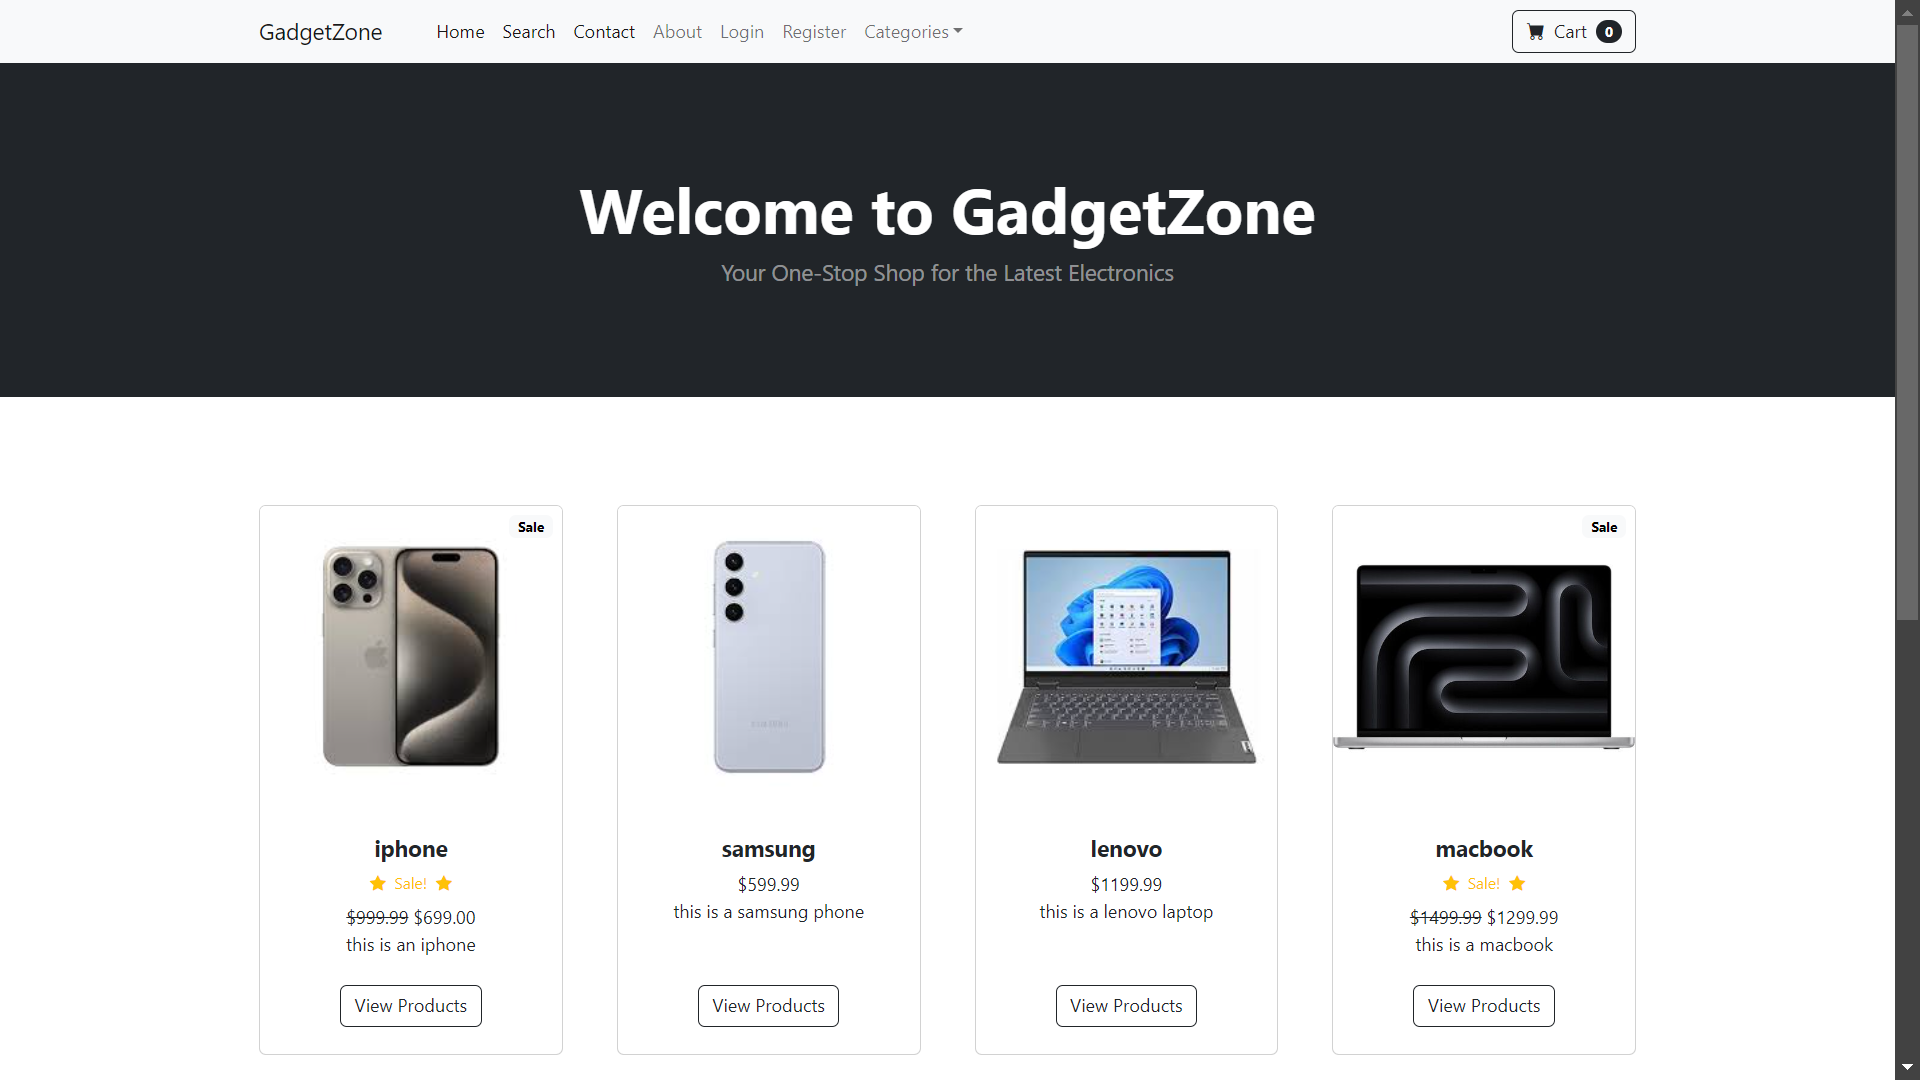 GadgetZone Home Search Contact About Login Register Categories Cart 0
Welcome to GadgetZone
Your One-Stop Shop for the Latest Electronics
Sale
SAMSUNG
Sale
iphone
Sale!
$999.99 $699.00
this is an iphone
View Products
samsung
$599.99
this is a samsung phone
View Products
lenovo
$1199.99
this is a lenovo laptop
View Products
macbook
Sale!
$1499.99 $1299.99
this is a macbook
View Products